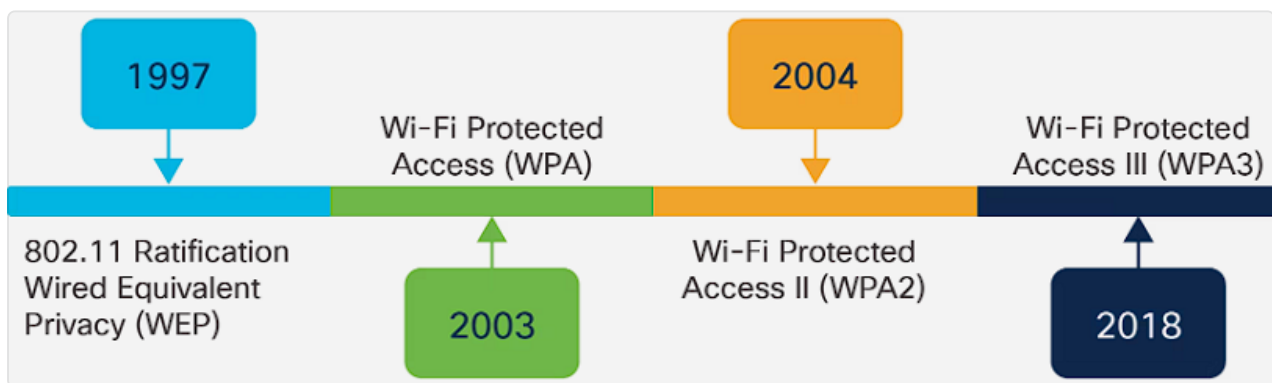 1997
802.11 Ratification
Wired Equivalent
Privacy (WEP)
Wi-Fi Protected
Access (WPA)
2003
2004
Wi-Fi Protected
Access II (WPA2)
Wi-Fi Protected
Access III (WPA3)
2018